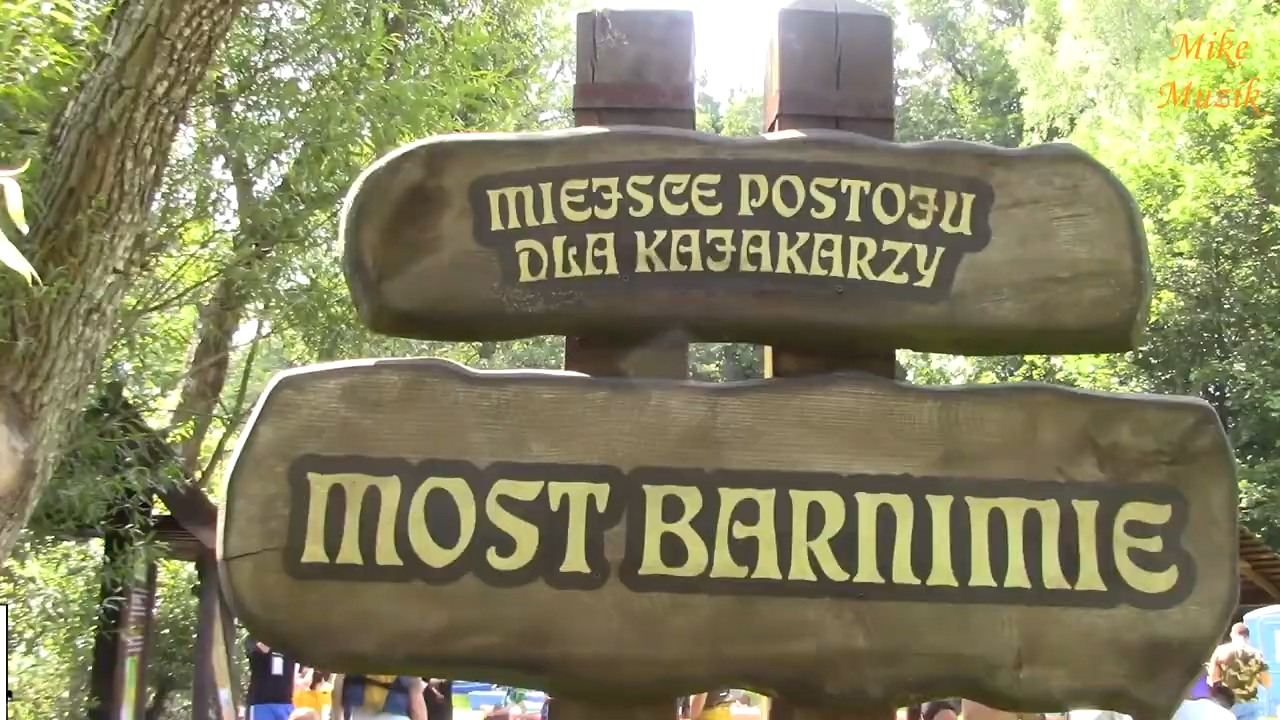 Mike
Muzik
MIEJSCE POSTOJU
DLA KAJAKARZY
MOST BARNIMIE